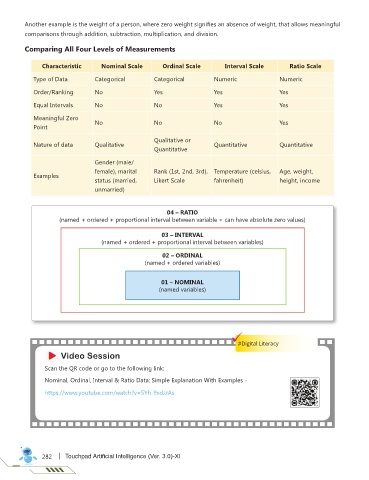 Another example is the weight of a person, where zero weight signifies an absence of weight, that allows meaningful
comparisons through addition, subtraction, multiplication, and division.
Comparing All Four Levels of Measurements
Characteristic Nominal Scale Ordinal Scale Interval Scale Ratio Scale
Type of Data Categorical Categorical Numeric Numeric
Order/Ranking No Yes Yes Yes
Equal Intervals No No Yes Yes
Meaningful Zero
Point No No No Yes
Nature of data Qualitative Qualitative or
Quantitative Quantitative Quantitative
Examples Gender (male/
female), marital
status (married,
unmarried) Rank (1st, 2nd, 3rd),
Likert Scale Temperature (celsius,
fahrenheit) Age, weight,
height, income
04 – RATIO
(named + ordered + proportional interval between variable + can have absolute zero values)
03 – INTERVAL
(named + ordered + proportional interval between variables)
02 – ORDINAL
(named + ordered variables)
01 – NOMINAL
(named variables)
#Digital Literacy
Video Session
Scan the QR code or go to the following link:
Nominal, Ordinal, Interval & Ratio Data: Simple Explanation With Examples -
282 | Touchpad Artificial Intelligence (Ver. 3.0)-XI